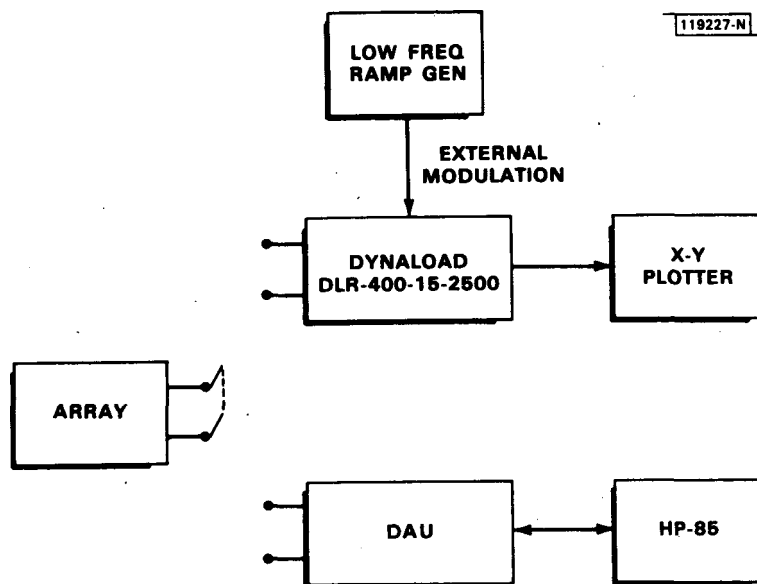 119227-N
LOW FREQ
RAMP GEN
EXTERNAL
MODULATION
DYNALOAD
DLR-400-15-2500
X-Y
PLOTTER
ARRAY
DAU
HP-85